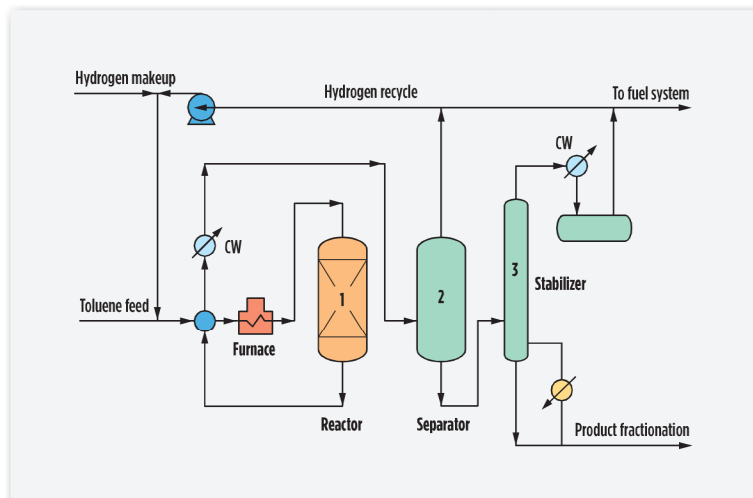 Hydrogen makeup
Hydrogen recycle
To fuel system
CW
CW
3
Stabilizer
1
2
Toluene feed
Furnace
Reactor
Separator
Product fractionation